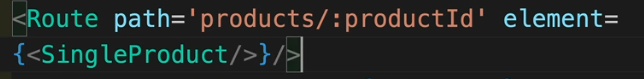 <Route path='products/:productId' element=
{<SingleProduct/>}/>